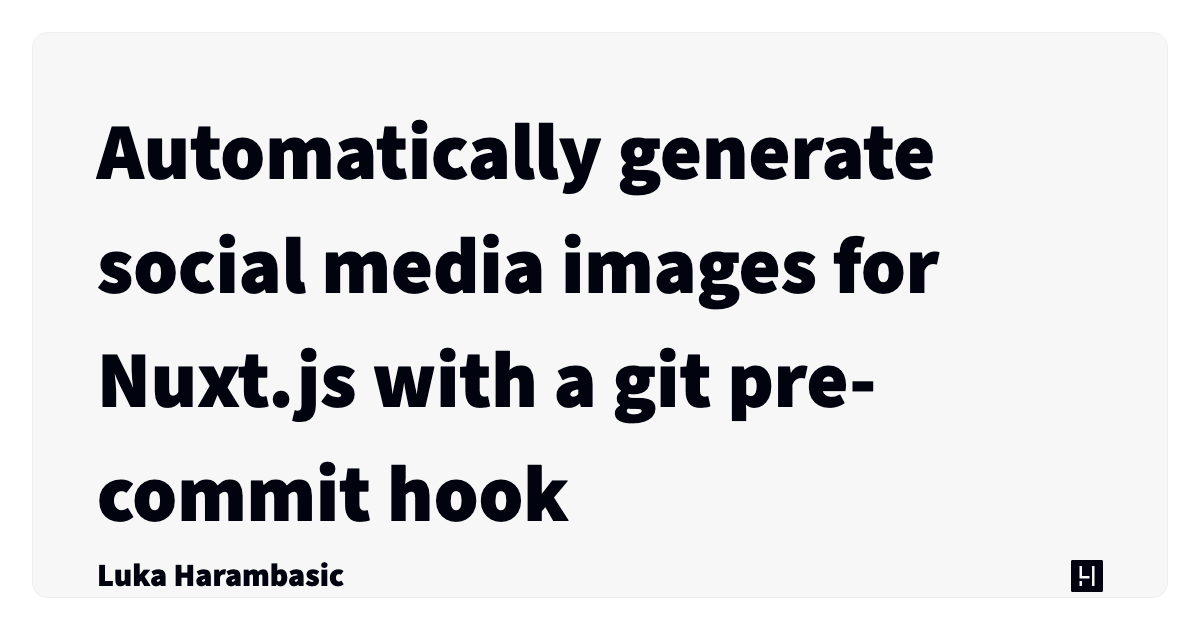 Automatically generate
social media images for
Nuxt.js with a git pre-
commit hook
Luka Harambasic